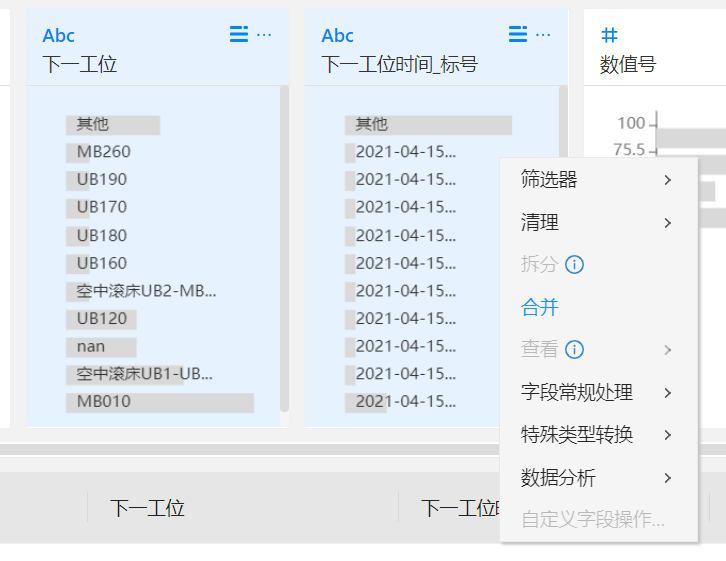 Abc
下一工位
其他
MB260
UB190
UB170
UB180
UB160
空中滚床UB2-MB...
UB120
nan
空中滚床UB1-UB...
MB010
Abc
下一工位时间_标号
其他
2021-04-15...
2021-04-15...
2021-04-15...
2021-04-15...
2021-04-15...
2021-04-15...
2021-04-15...
2021-04-15...
2021-04-15...
2021-04-15...
#
数值号
100
75.5
筛选器
清理
拆分
合并
查看
字段常规处理
特殊类型转换
数据分析
自定义字段操作...
下一工位
下一工位